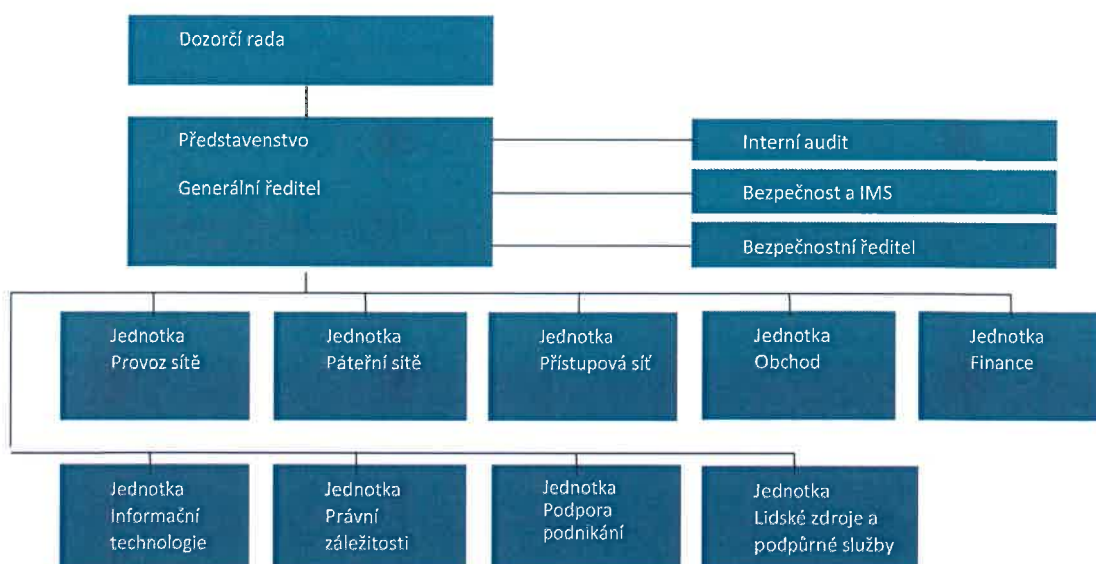 Dozorčí rada
Představenstvo
Generální ředitel
Interní audit
Bezpečnost a IMS
Bezpečnostní ředitel
Jednotka
Provoz sítě
Jednotka
Páteřní sítě
Jednotka
Přístupová síť
Jednotka
Obchod
Jednotka
Finance
Jednotka
Informační
technologie
Jednotka
Právní
záležitosti
Jednotka
Podpora
podnikání
Jednotka
Lidské zdroje a
podpůrné služby